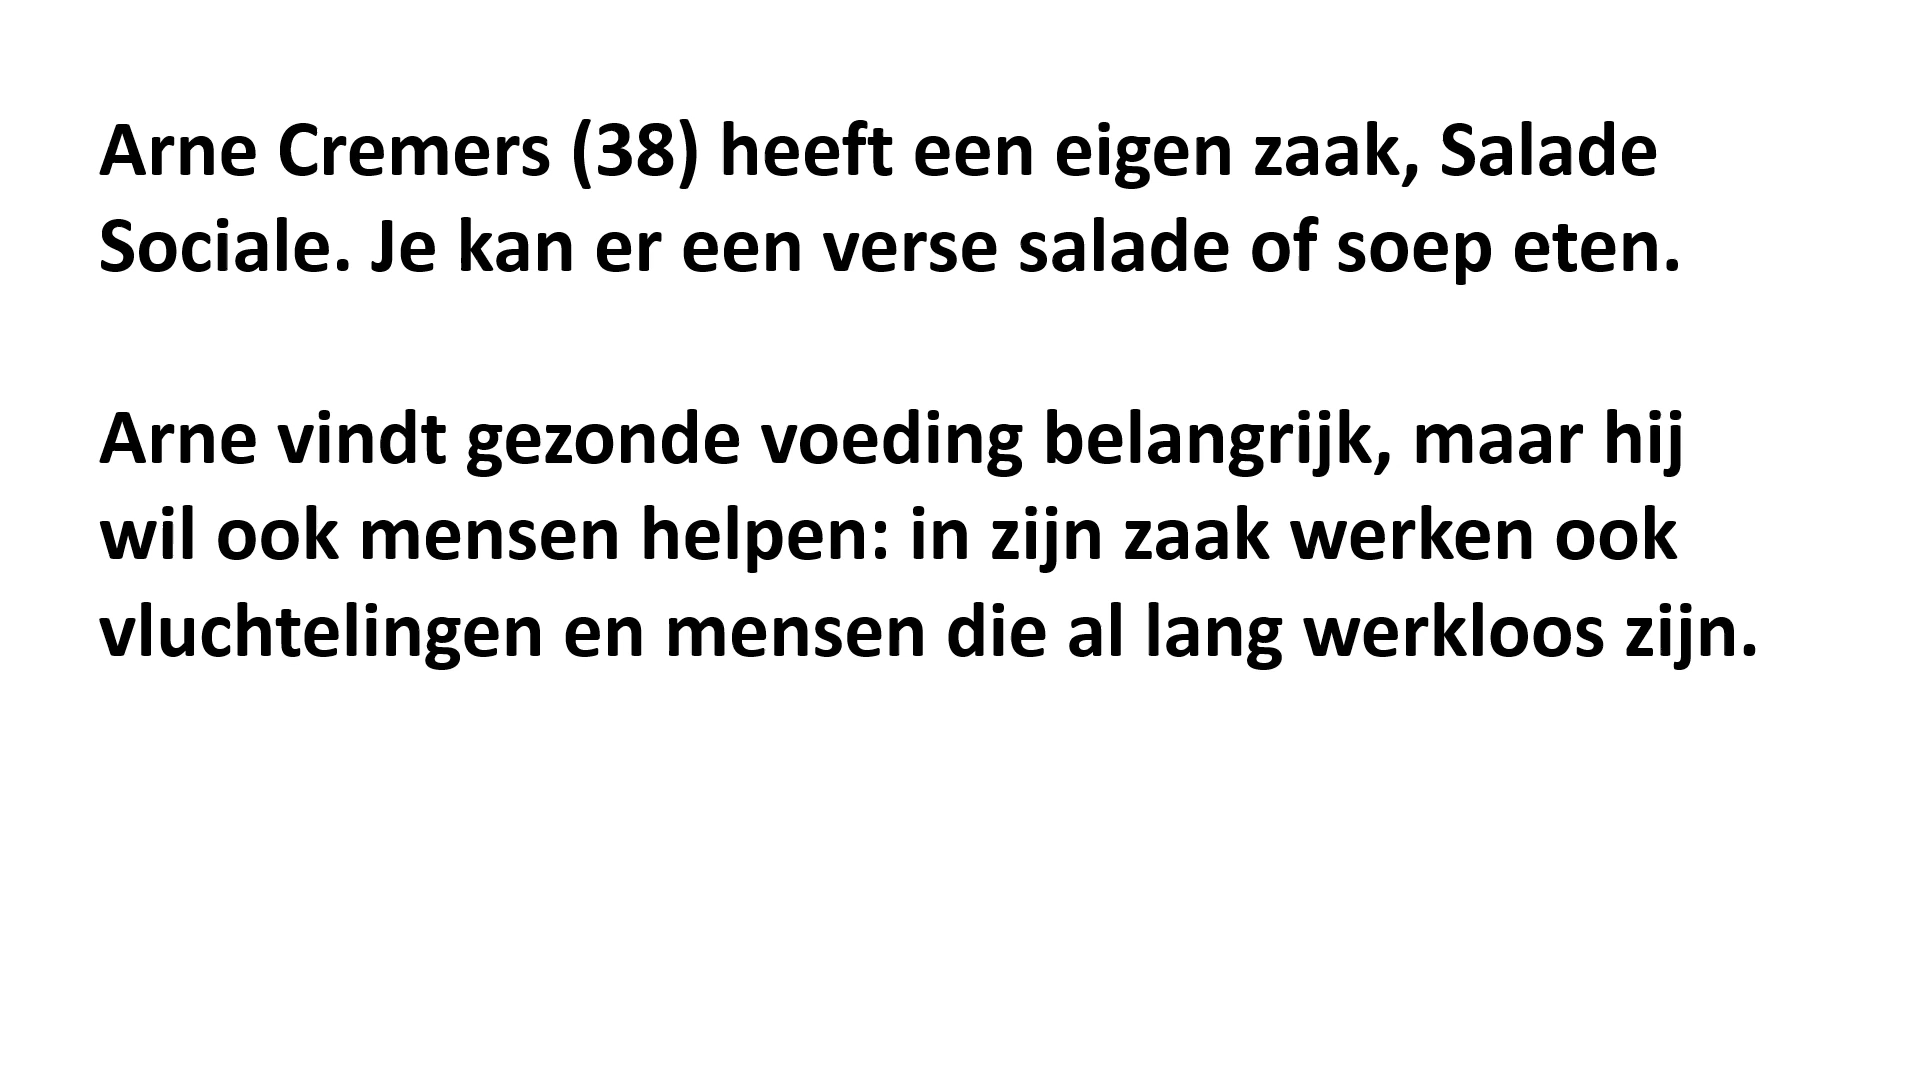 Arne Cremers (38) heeft een eigen zaak, Salade
Sociale. Je kan er een verse salade of soep eten.
Arne vindt gezonde voeding belangrijk, maar hij
wil ook mensen helpen: in zijn zaak werken ook
vluchtelingen en mensen die al lang werkloos zijn.